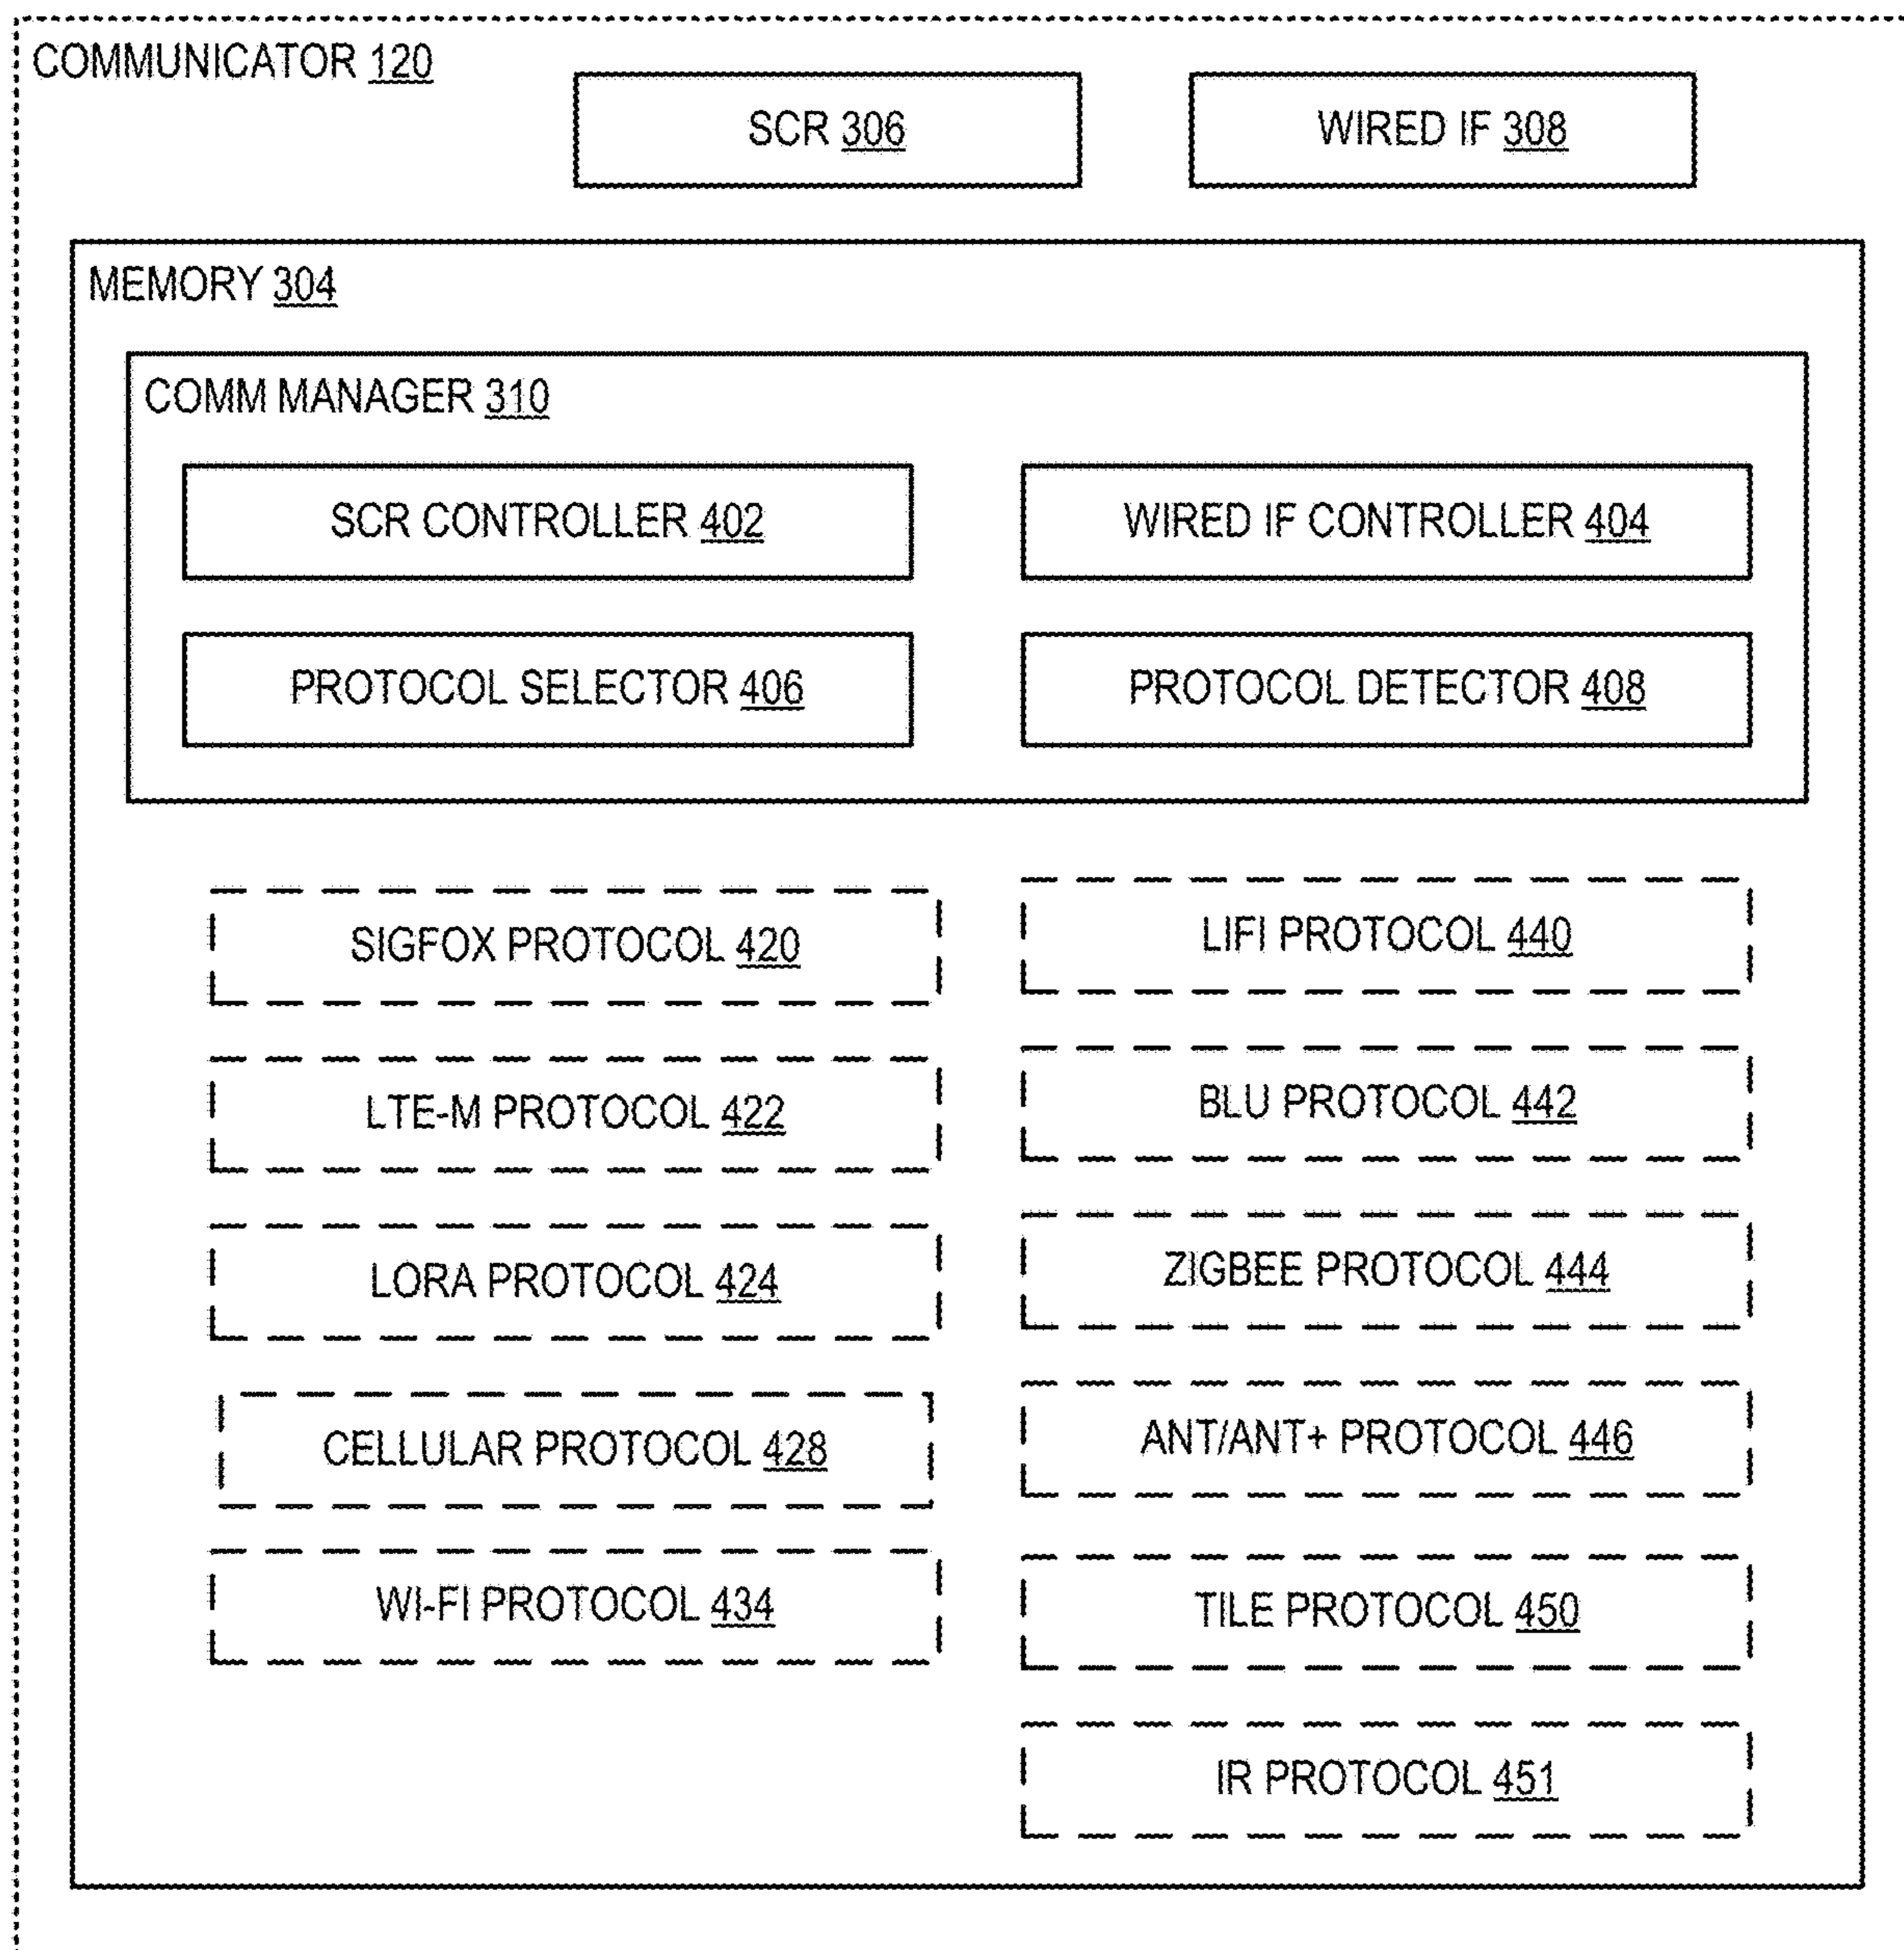 COMMUNICATOR 120
SCR 306
WIRED IF 308
MEMORY 304
COMM MANAGER 310
SCR CONTROLLER 402
WIRED IF CONTROLLER 404
PROTOCOL SELECTOR 406
PROTOCOL DETECTOR 408
SIGFOX PROTOCOL 420
LIFI PROTOCOL 440
LTE-M PROTOCOL 422
BLU PROTOCOL 442
LORA PROTOCOL 424
ZIGBEE PROTOCOL 444
CELLULAR PROTOCOL 428
ANT/ANT+ PROTOCOL 446
WI-FI PROTOCOL 434
TILE PROTOCOL 450
IR PROTOCOL 451